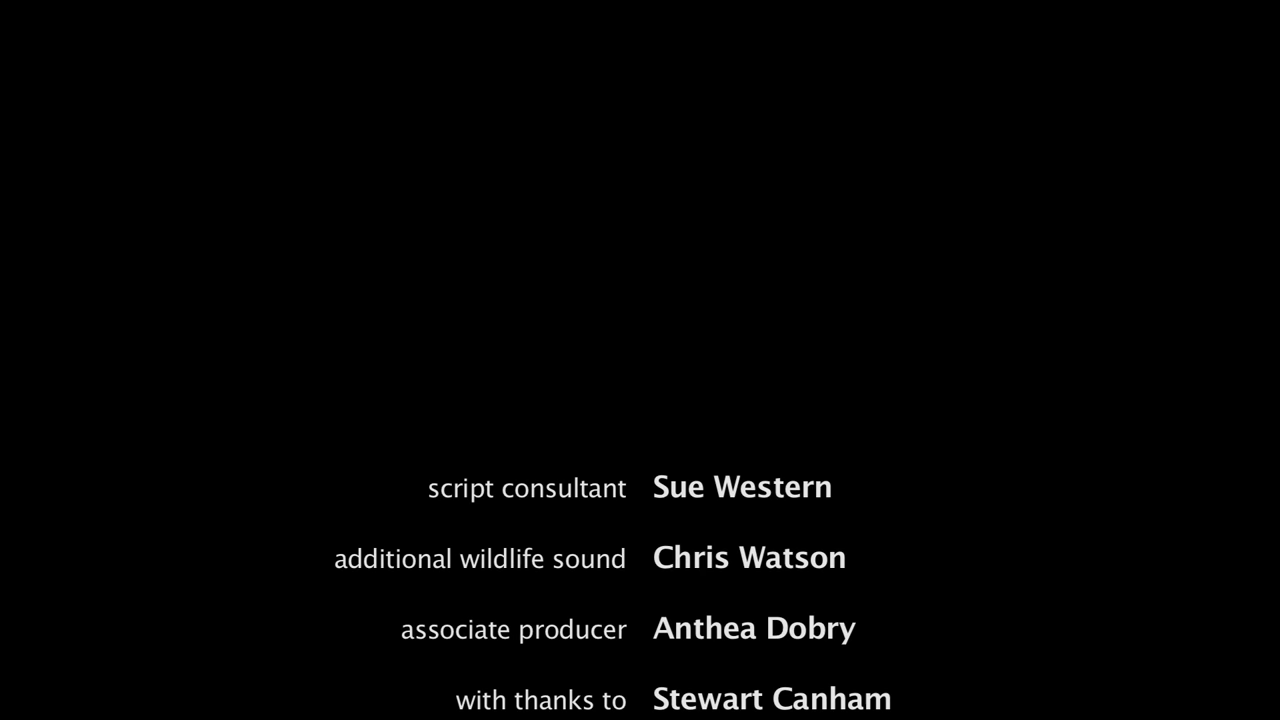 script consultant Sue Western
additional wildlife sound Chris Watson
associate producer Anthea Dobry
with thanks to Stewart Canham